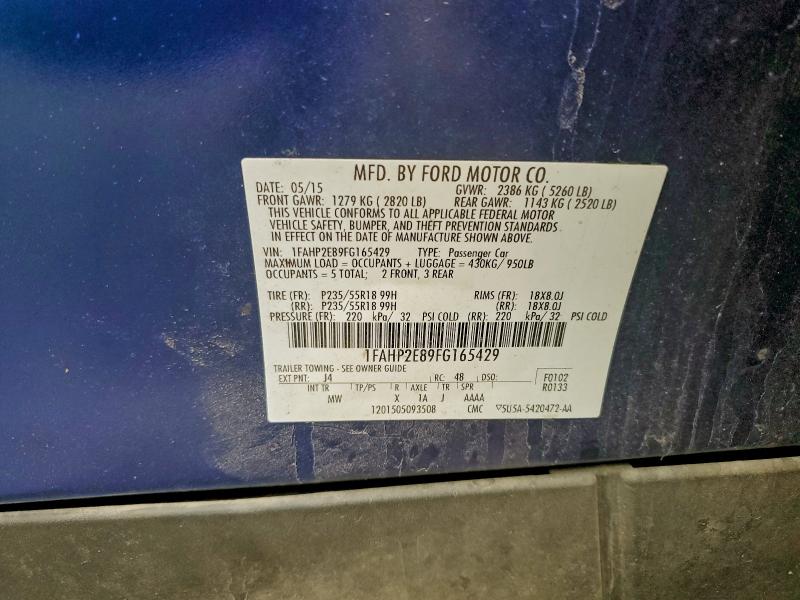 MFD. BY FORD MOTOR CO.
DATE: 05/15 GVWR: 2386 KG ( 5260 LB)
FRONT GAWR: 1279 KG ( 2820 LB) REAR GAWR: 1143 KG ( 2520 LB)
THIS VEHICLE CONFORMS TO ALL APPLICABLE FEDERAL MOTOR
VEHICLE SAFETY, BUMPER, AND THEFT PREVENTION STANDARDS
IN EFFECT ON THE DATE OF MANUFACTURE SHOWN ABOVE.
VIN: 1FAHP2E89FG165429 TYPE: Passenger Car
MAXIMUM LOAD = OCCUPANTS + LUGGAGE = 430KG/ 950LB
OCCUPANTS = 5 TOTAL; 2 FRONT, 3 REAR
TIRE (FR): P235/55R18 99H RIMS (FR): 18X8.0J
(RR): P235/55R18 99H (RR): 18X8.0J
PRESSURE (FR): 220 kPa/ 32 PSI COLD (RR): 220 kPa/ 32 PSI COLD
1FAHP2E89FG165429
TRAILER TOWING - SEE OWNER GUIDE
EXT PNT: J4 RC: 48 DSO: F0102
INT TR TP/PS R AXLE TR SPR R0133
MW X 1A J AAAA
1201505093508 CMC ▽5U5A-5420472-AA